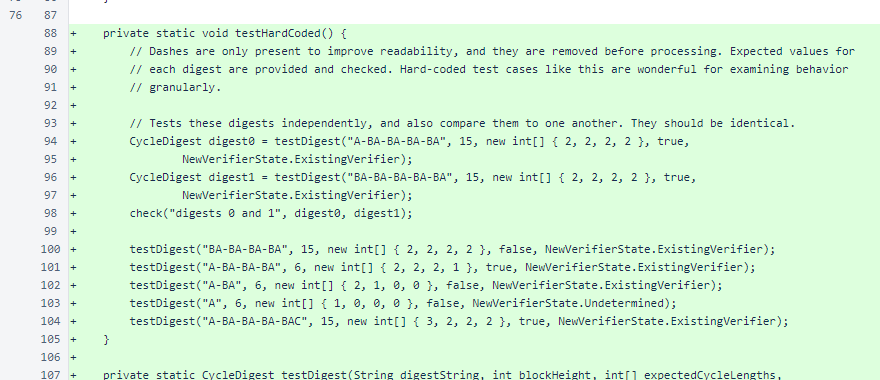 76 87
88 + private static void testHardCoded() {
89 + // Dashes are only present to improve readability, and they are removed before processing. Expected values for
90 + // each digest are provided and checked. Hard-coded test cases like this are wonderful for examining behavior
91 + // granularly.
92 +
93 + // Tests these digests independently, and also compare them to one another. They should be identical.
94 + CycleDigest digest0 = testDigest("A-BA-BA-BA-BA", 15, new int[] { 2, 2, 2, 2 }, true,
95 + NewVerifierState.ExistingVerifier);
96 + CycleDigest digest1 = testDigest("BA-BA-BA-BA-BA", 15, new int[] { 2, 2, 2, 2 }, true,
97 + NewVerifierState.ExistingVerifier);
98 + check("digests 0 and 1", digest0, digest1);
99 +
100 + testDigest("BA-BA-BA-BA", 15, new int[] { 2, 2, 2, 2 }, false, NewVerifierState.ExistingVerifier);
101 + testDigest("A-BA-BA-BA", 6, new int[] { 2, 2, 2, 1 }, true, NewVerifierState.ExistingVerifier);
102 + testDigest("A-BA", 6, new int[] { 2, 1, 0, 0 }, false, NewVerifierState.ExistingVerifier);
103 + testDigest("A", 6, new int[] { 1, 0, 0, 0 }, false, NewVerifierState.Undetermined);
104 + testDigest("A-BA-BA-BA-BAC", 15, new int[] { 3, 2, 2, 2 }, true, NewVerifierState.ExistingVerifier);
105 + }
106 +
107 + private static CycleDigest testDigest(String digestString, int blockHeight, int[] expectedCycleLengths,